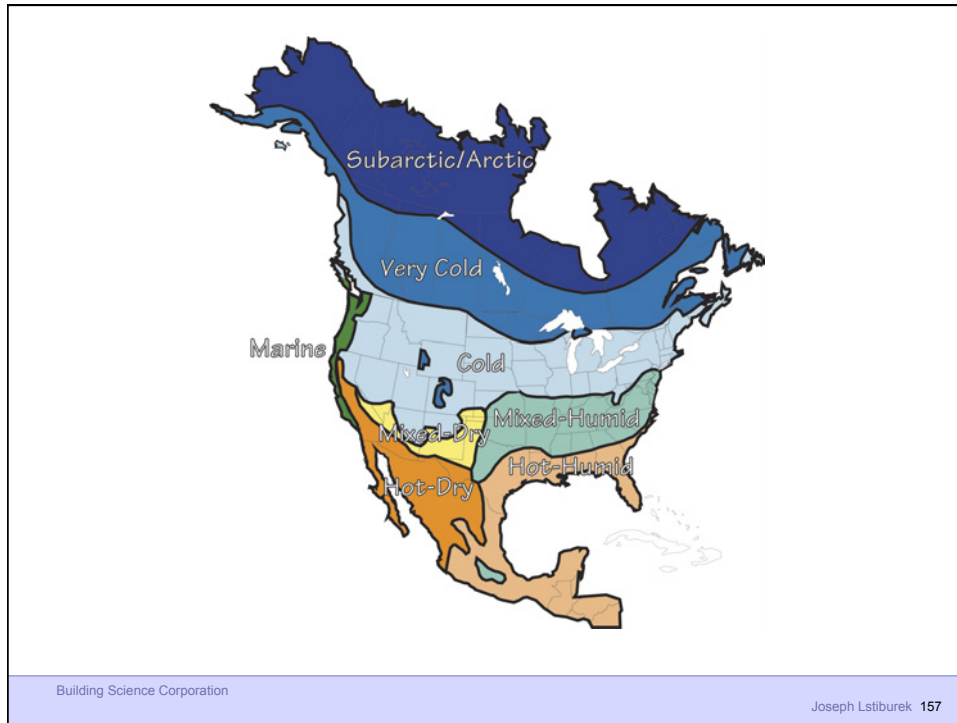 Subarctic/Arctic
Very Cold
Marine
Cold
Mixed-Humid
Mixed-Dry
Hot-Humid
Hot-Dry
Building Science Corporation
Joseph Lstiburek 157